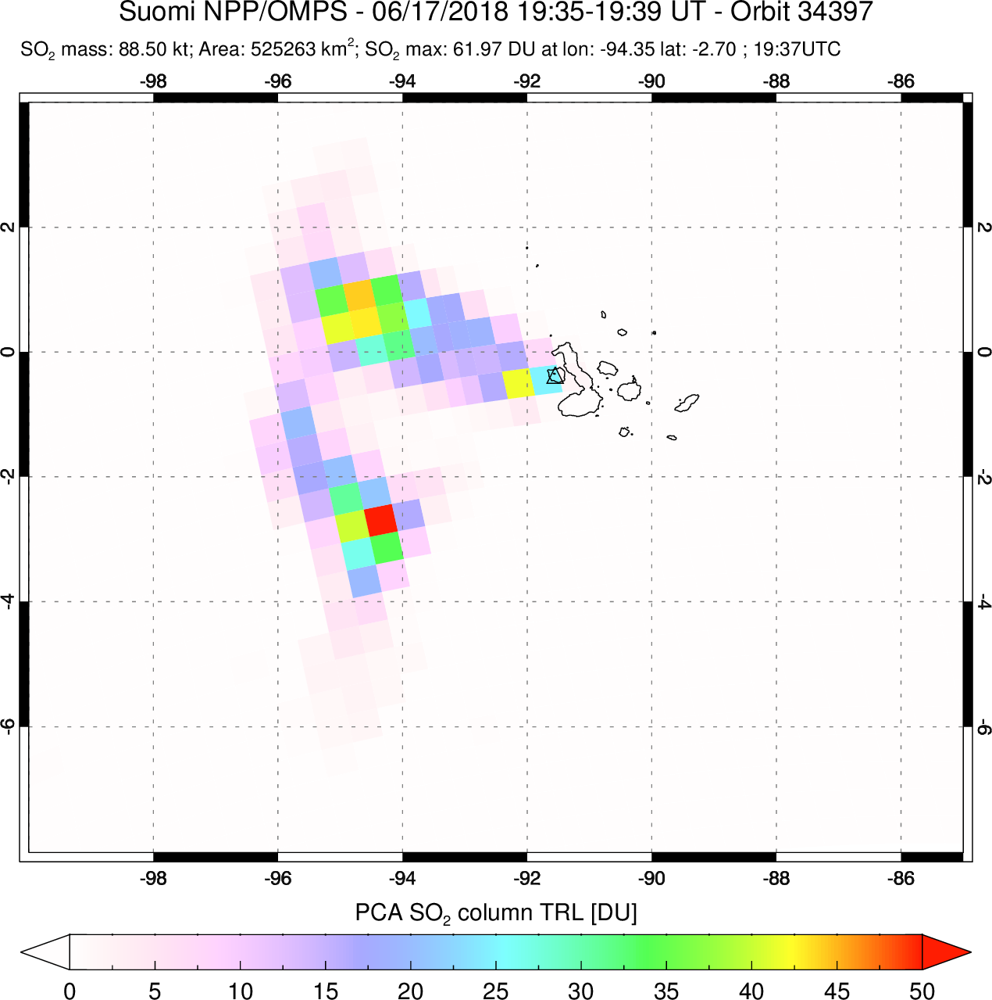 Suomi NPP/OMPS - 06/17/2018 19:35-19:39 UT - Orbit 34397
SO₂ mass: 88.50 kt; Area: 525263 km²; SO₂ max: 61.97 DU at lon: -94.35 lat: -2.70 ; 19:37UTC
-98 -96 -94 -92 -90 -88 -86
2 2
0 0
-2 -2
-4 -4
-6 -6
-98 -96 -94 -92 -90 -88 -86
PCA SO₂ column TRL [DU]
0 5 10 15 20 25 30 35 40 45 50